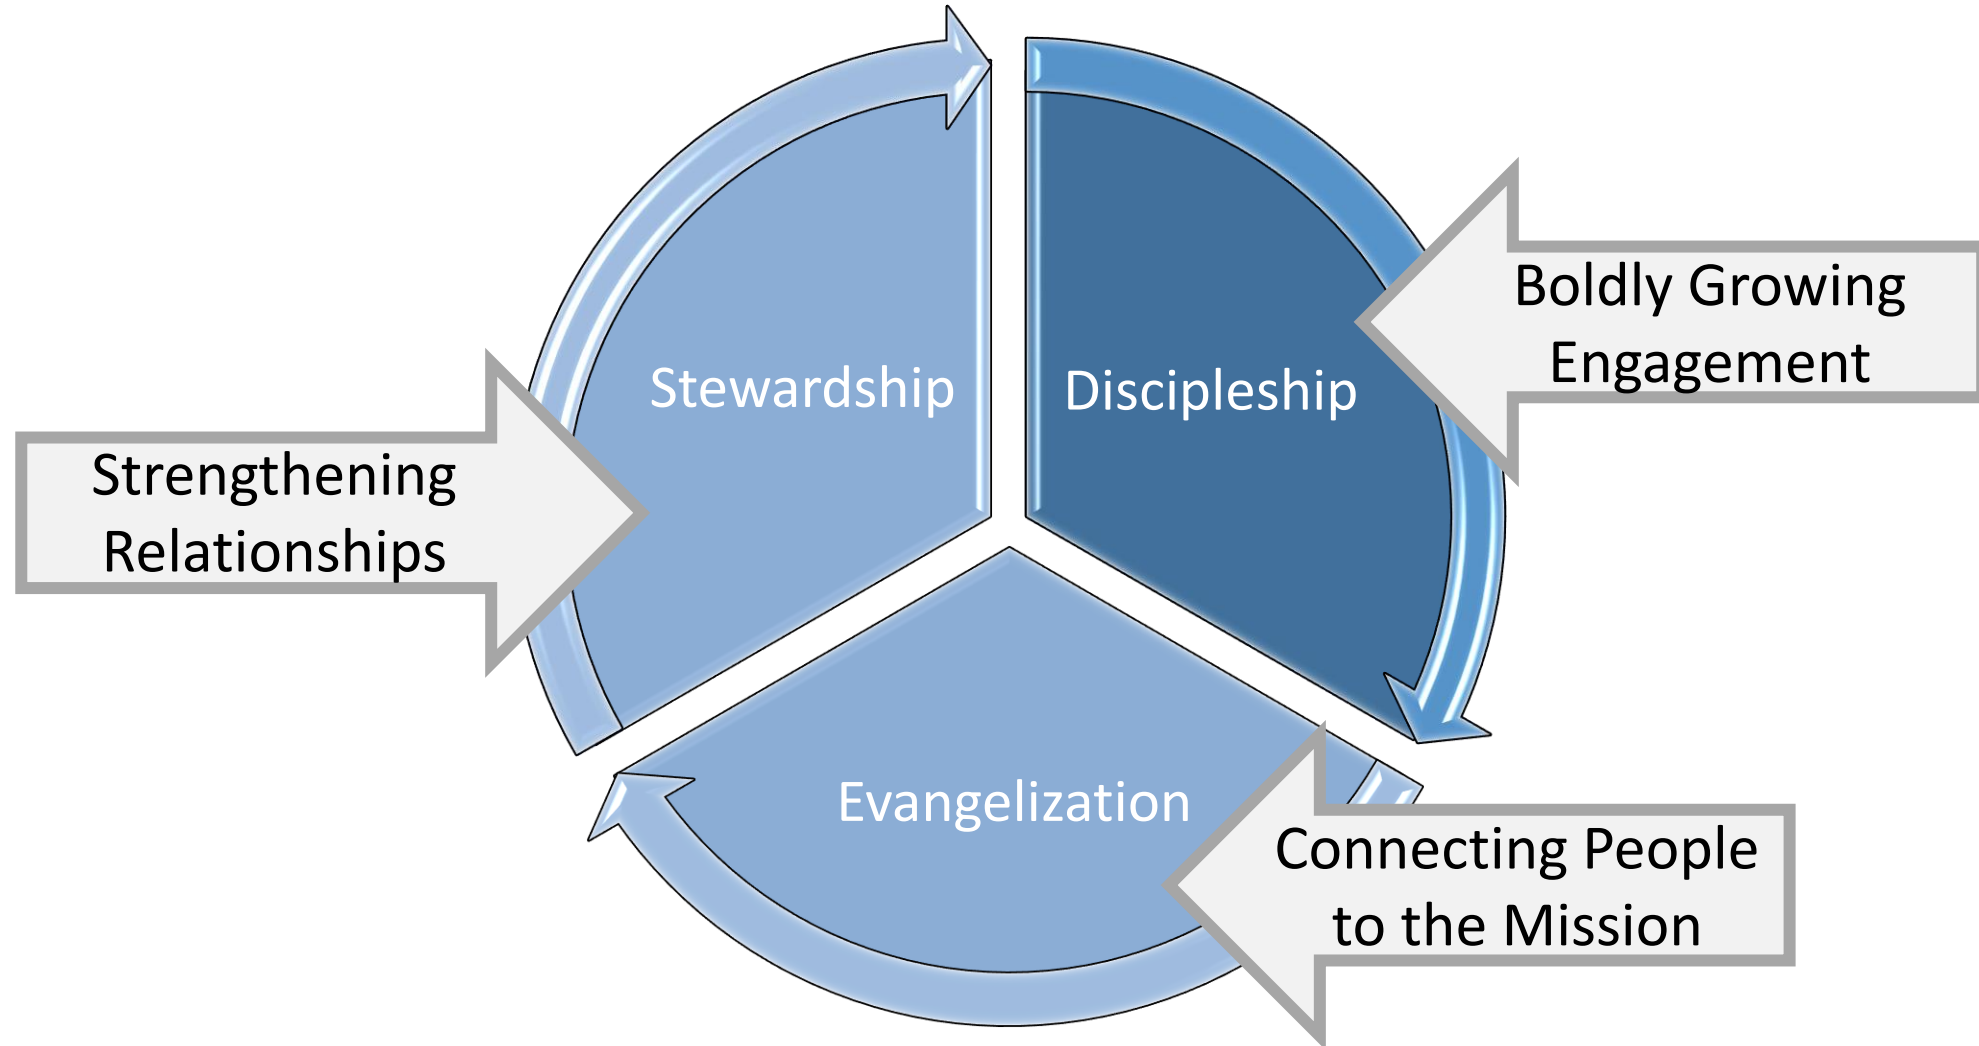 Stewardship
Discipleship
Boldly Growing
Engagement
Strengthening
Relationships
Evangelization
Connecting People
to the Mission